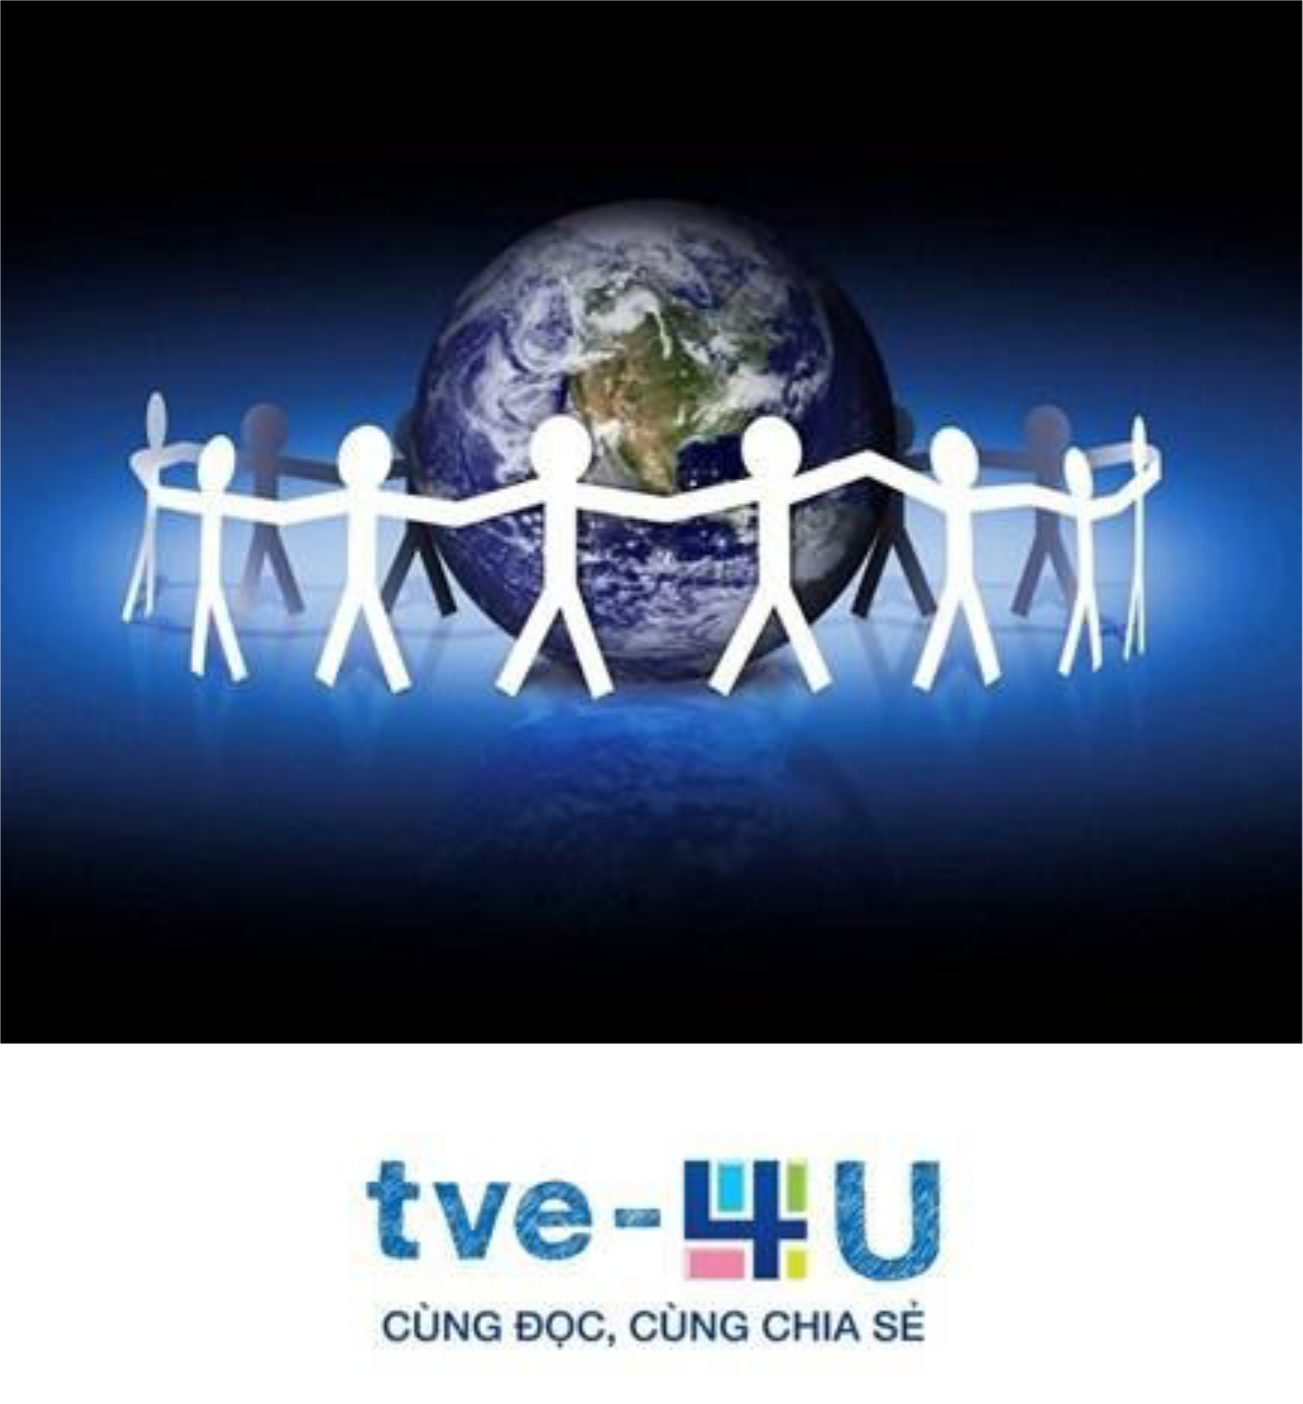 tve-4U
CÙNG ĐỌC, CÙNG CHIA SẺ